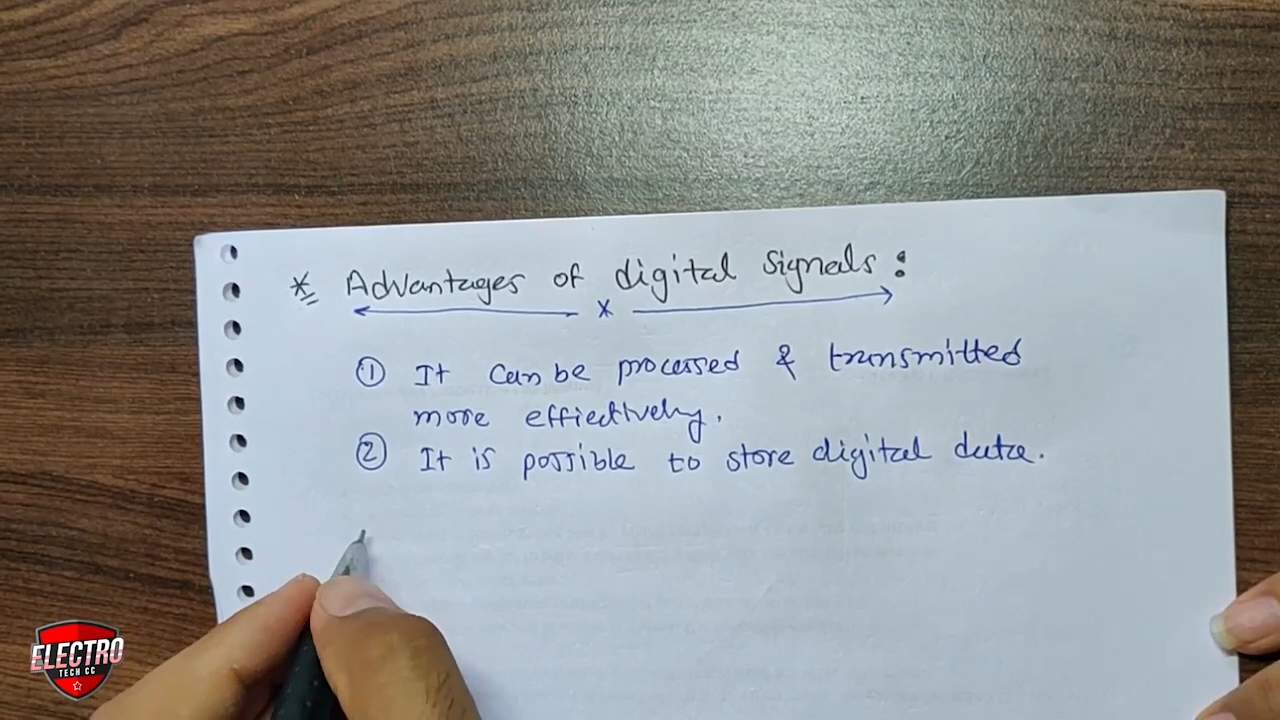 * Advantages of digital signals :
① It can be processed & transmitted
more effiectively.
② It is possible to store digital data.
ELECTRO
TECH CC